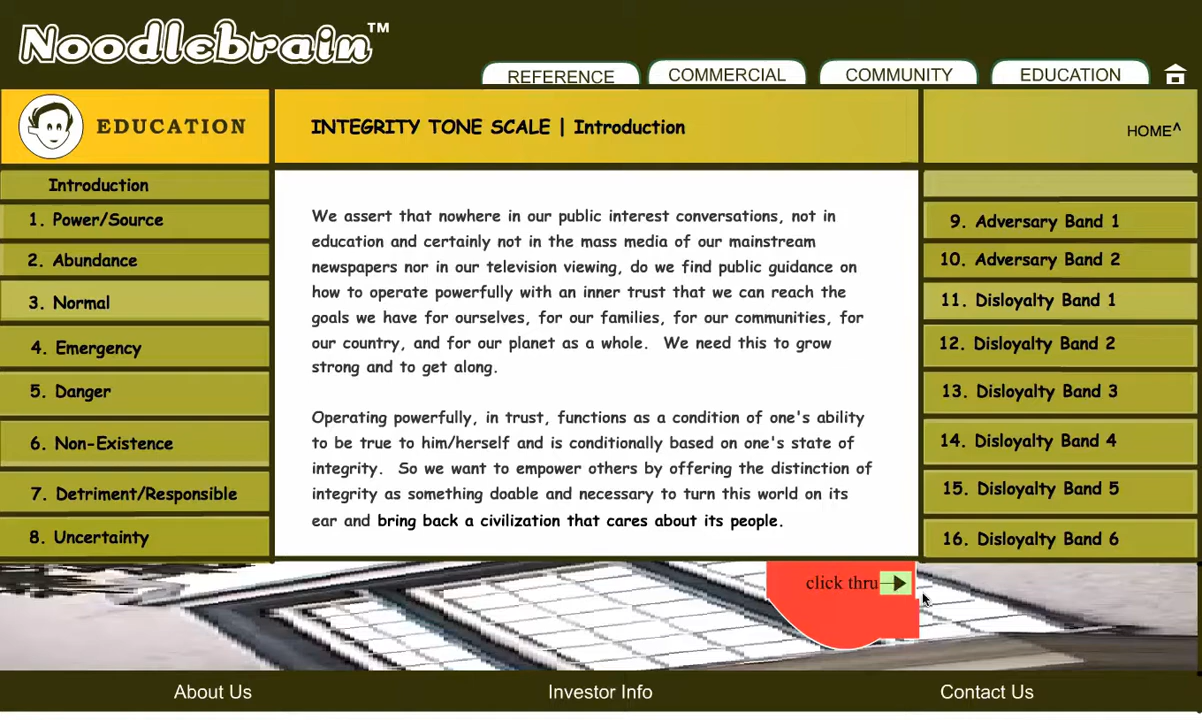 Noodlebrain™
REFERENCE
COMMERCIAL
COMMUNITY
EDUCATION
EDUCATION
INTEGRITY TONE SCALE | Introduction
HOME^
Introduction
1. Power/Source
2. Abundance
3. Normal
4. Emergency
5. Danger
6. Non-Existence
7. Detriment/Responsible
8. Uncertainty
We assert that nowhere in our public interest conversations, not in
education and certainly not in the mass media of our mainstream
newspapers nor in our television viewing, do we find public guidance on
how to operate powerfully with an inner trust that we can reach the
goals we have for ourselves, for our families, for our communities, for
our country, and for our planet as a whole. We need this to grow
strong and to get along.
Operating powerfully, in trust, functions as a condition of one's ability
to be true to him/herself and is conditionally based on one's state of
integrity. So we want to empower others by offering the distinction of
integrity as something doable and necessary to turn this world on its
ear and bring back a civilization that cares about its people.
9. Adversary Band 1
10. Adversary Band 2
11. Disloyalty Band 1
12. Disloyalty Band 2
13. Disloyalty Band 3
14. Disloyalty Band 4
15. Disloyalty Band 5
16. Disloyalty Band 6
click thru
About Us
Investor Info
Contact Us